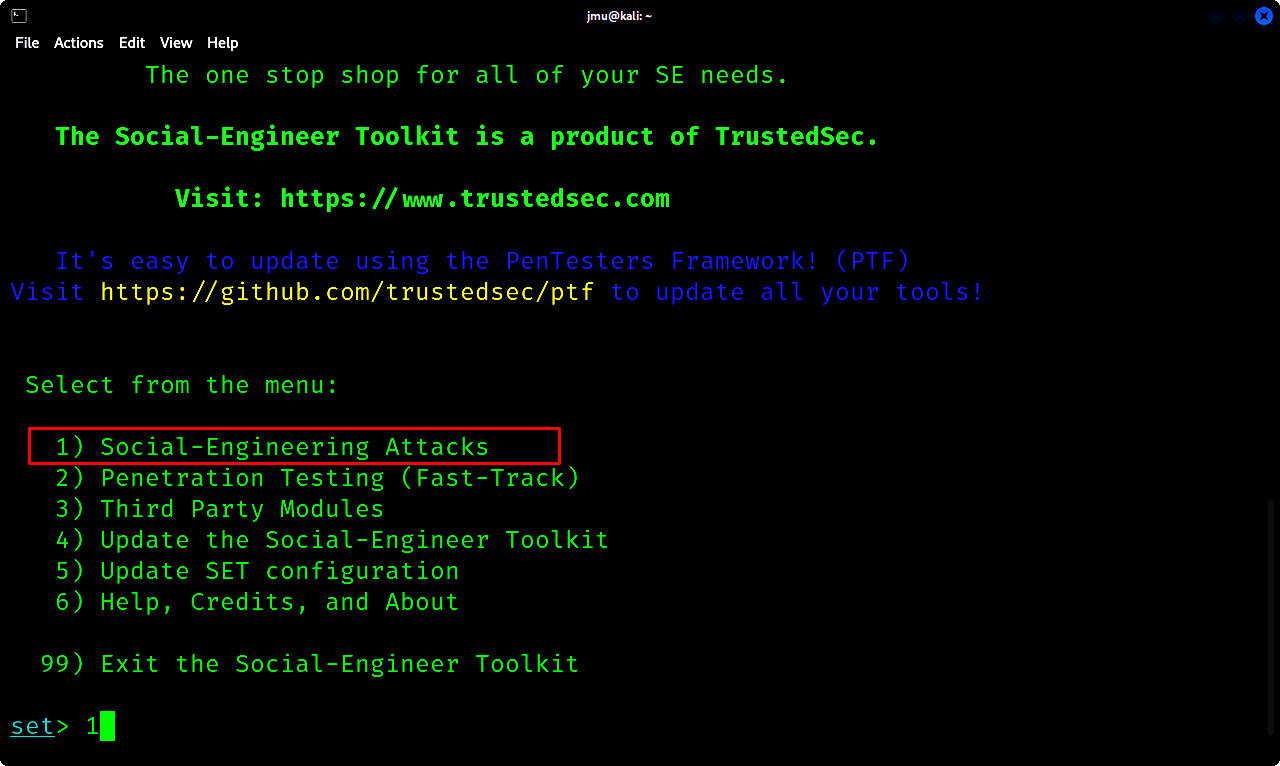 jmu@kali: ~
File Actions Edit View Help
The one stop shop for all of your SE needs.
The Social-Engineer Toolkit is a product of TrustedSec.
Visit: https://www.trustedsec.com
It's easy to update using the PenTesters Framework! (PTF)
Visit https://github.com/trustedsec/ptf to update all your tools!
Select from the menu:
1) Social-Engineering Attacks
2) Penetration Testing (Fast-Track)
3) Third Party Modules
4) Update the Social-Engineer Toolkit
5) Update SET configuration
6) Help, Credits, and About
99) Exit the Social-Engineer Toolkit
set> 1